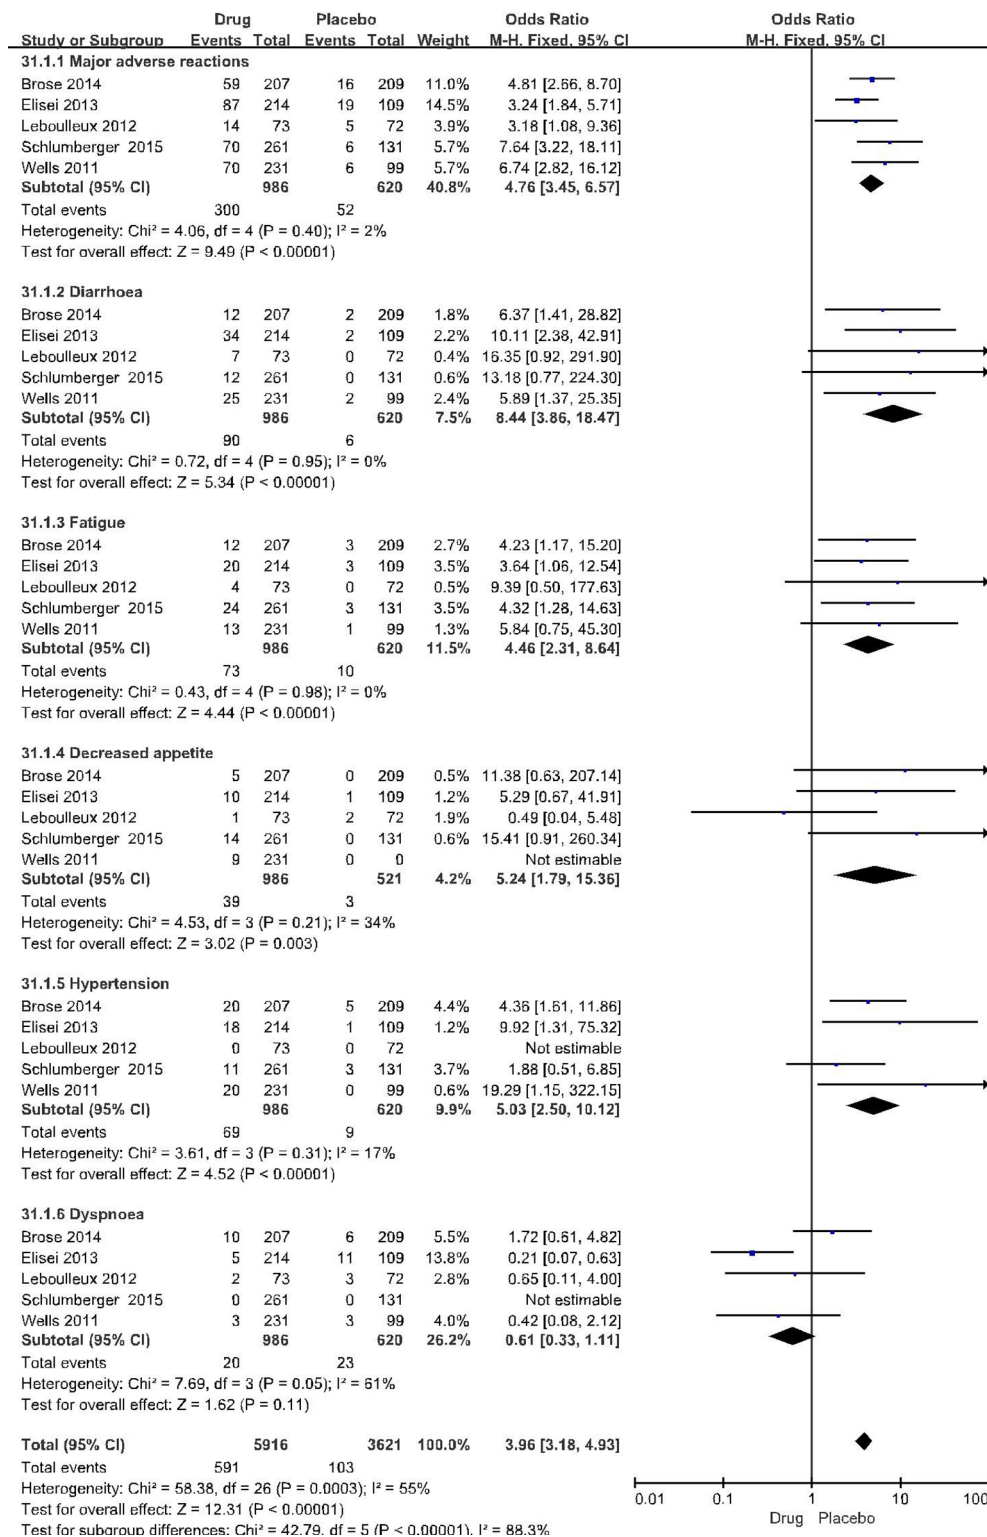 Drug Placebo Odds Ratio Odds Ratio
Study or Subgroup Events Total Events Total Weight M-H, Fixed, 95% CI M-H, Fixed, 95% CI
31.1.1 Major adverse reactions
Brose 2014 59 207 16 209 11.0% 4.81 [2.66, 8.70]
Elisei 2013 87 214 19 109 14.5% 3.24 [1.84, 5.71]
Leboulleux 2012 14 73 5 72 3.9% 3.18 [1.08, 9.36]
Schlumberger 2015 70 261 6 131 5.7% 7.64 [3.22, 18.11]
Wells 2011 70 231 6 99 5.7% 6.74 [2.82, 16.12]
Subtotal (95% CI) 986 620 40.8% 4.76 [3.45, 6.57]
Total events 300 52
Heterogeneity: Chi² = 4.06, df = 4 (P = 0.40); I² = 2%
Test for overall effect: Z = 9.49 (P < 0.00001)
31.1.2 Diarrhoea
Brose 2014 12 207 2 209 1.8% 6.37 [1.41, 28.82]
Elisei 2013 34 214 2 109 2.2% 10.11 [2.38, 42.91]
Leboulleux 2012 7 73 0 72 0.4% 16.35 [0.92, 291.90]
Schlumberger 2015 12 261 0 131 0.6% 13.18 [0.77, 224.30]
Wells 2011 25 231 2 99 2.4% 5.89 [1.37, 25.35]
Subtotal (95% CI) 986 620 7.5% 8.44 [3.86, 18.47]
Total events 90 6
Heterogeneity: Chi² = 0.72, df = 4 (P = 0.95); I² = 0%
Test for overall effect: Z = 5.34 (P < 0.00001)
31.1.3 Fatigue
Brose 2014 12 207 3 209 2.7% 4.23 [1.17, 15.20]
Elisei 2013 20 214 3 109 3.5% 3.64 [1.06, 12.54]
Leboulleux 2012 4 73 0 72 0.5% 9.39 [0.50, 177.63]
Schlumberger 2015 24 261 3 131 3.5% 4.32 [1.28, 14.63]
Wells 2011 13 231 1 99 1.3% 5.84 [0.75, 45.30]
Subtotal (95% CI) 986 620 11.5% 4.46 [2.31, 8.64]
Total events 73 10
Heterogeneity: Chi² = 0.43, df = 4 (P = 0.98); I² = 0%
Test for overall effect: Z = 4.44 (P < 0.00001)
31.1.4 Decreased appetite
Brose 2014 5 207 0 209 0.5% 11.38 [0.63, 207.14]
Elisei 2013 10 214 1 109 1.2% 5.29 [0.67, 41.91]
Leboulleux 2012 1 73 2 72 1.9% 0.49 [0.04, 5.48]
Schlumberger 2015 14 261 0 131 0.6% 15.41 [0.91, 260.34]
Wells 2011 9 231 0 0 Not estimable
Subtotal (95% CI) 986 521 4.2% 5.24 [1.79, 15.36]
Total events 39 3
Heterogeneity: Chi² = 4.53, df = 3 (P = 0.21); I² = 34%
Test for overall effect: Z = 3.02 (P = 0.003)
31.1.5 Hypertension
Brose 2014 20 207 5 209 4.4% 4.36 [1.61, 11.86]
Elisei 2013 18 214 1 109 1.2% 9.92 [1.31, 75.32]
Leboulleux 2012 0 73 0 72 Not estimable
Schlumberger 2015 11 261 3 131 3.7% 1.88 [0.51, 6.85]
Wells 2011 20 231 0 99 0.6% 19.29 [1.15, 322.15]
Subtotal (95% CI) 986 620 9.9% 5.03 [2.50, 10.12]
Total events 69 9
Heterogeneity: Chi² = 3.61, df = 3 (P = 0.31); I² = 17%
Test for overall effect: Z = 4.52 (P < 0.00001)
31.1.6 Dyspnoea
Brose 2014 10 207 6 209 5.5% 1.72 [0.61, 4.82]
Elisei 2013 5 214 11 109 13.8% 0.21 [0.07, 0.63]
Leboulleux 2012 2 73 3 72 2.8% 0.65 [0.11, 4.00]
Schlumberger 2015 0 261 0 131 Not estimable
Wells 2011 3 231 3 99 4.0% 0.42 [0.08, 2.12]
Subtotal (95% CI) 986 620 26.2% 0.61 [0.33, 1.11]
Total events 20 23
Heterogeneity: Chi² = 7.69, df = 3 (P = 0.05); I² = 61%
Test for overall effect: Z = 1.62 (P = 0.11)
Total (95% CI) 5916 3621 100.0% 3.96 [3.18, 4.93]
Total events 591 103
Heterogeneity: Chi² = 58.38, df = 26 (P = 0.0003); I² = 55%
Test for overall effect: Z = 12.31 (P < 0.00001)
Test for subgroup differences: Chi² = 42.79, df = 5 (P < 0.00001), I² = 88.3%
0.01 0.1 1 10 100
Drug Placebo